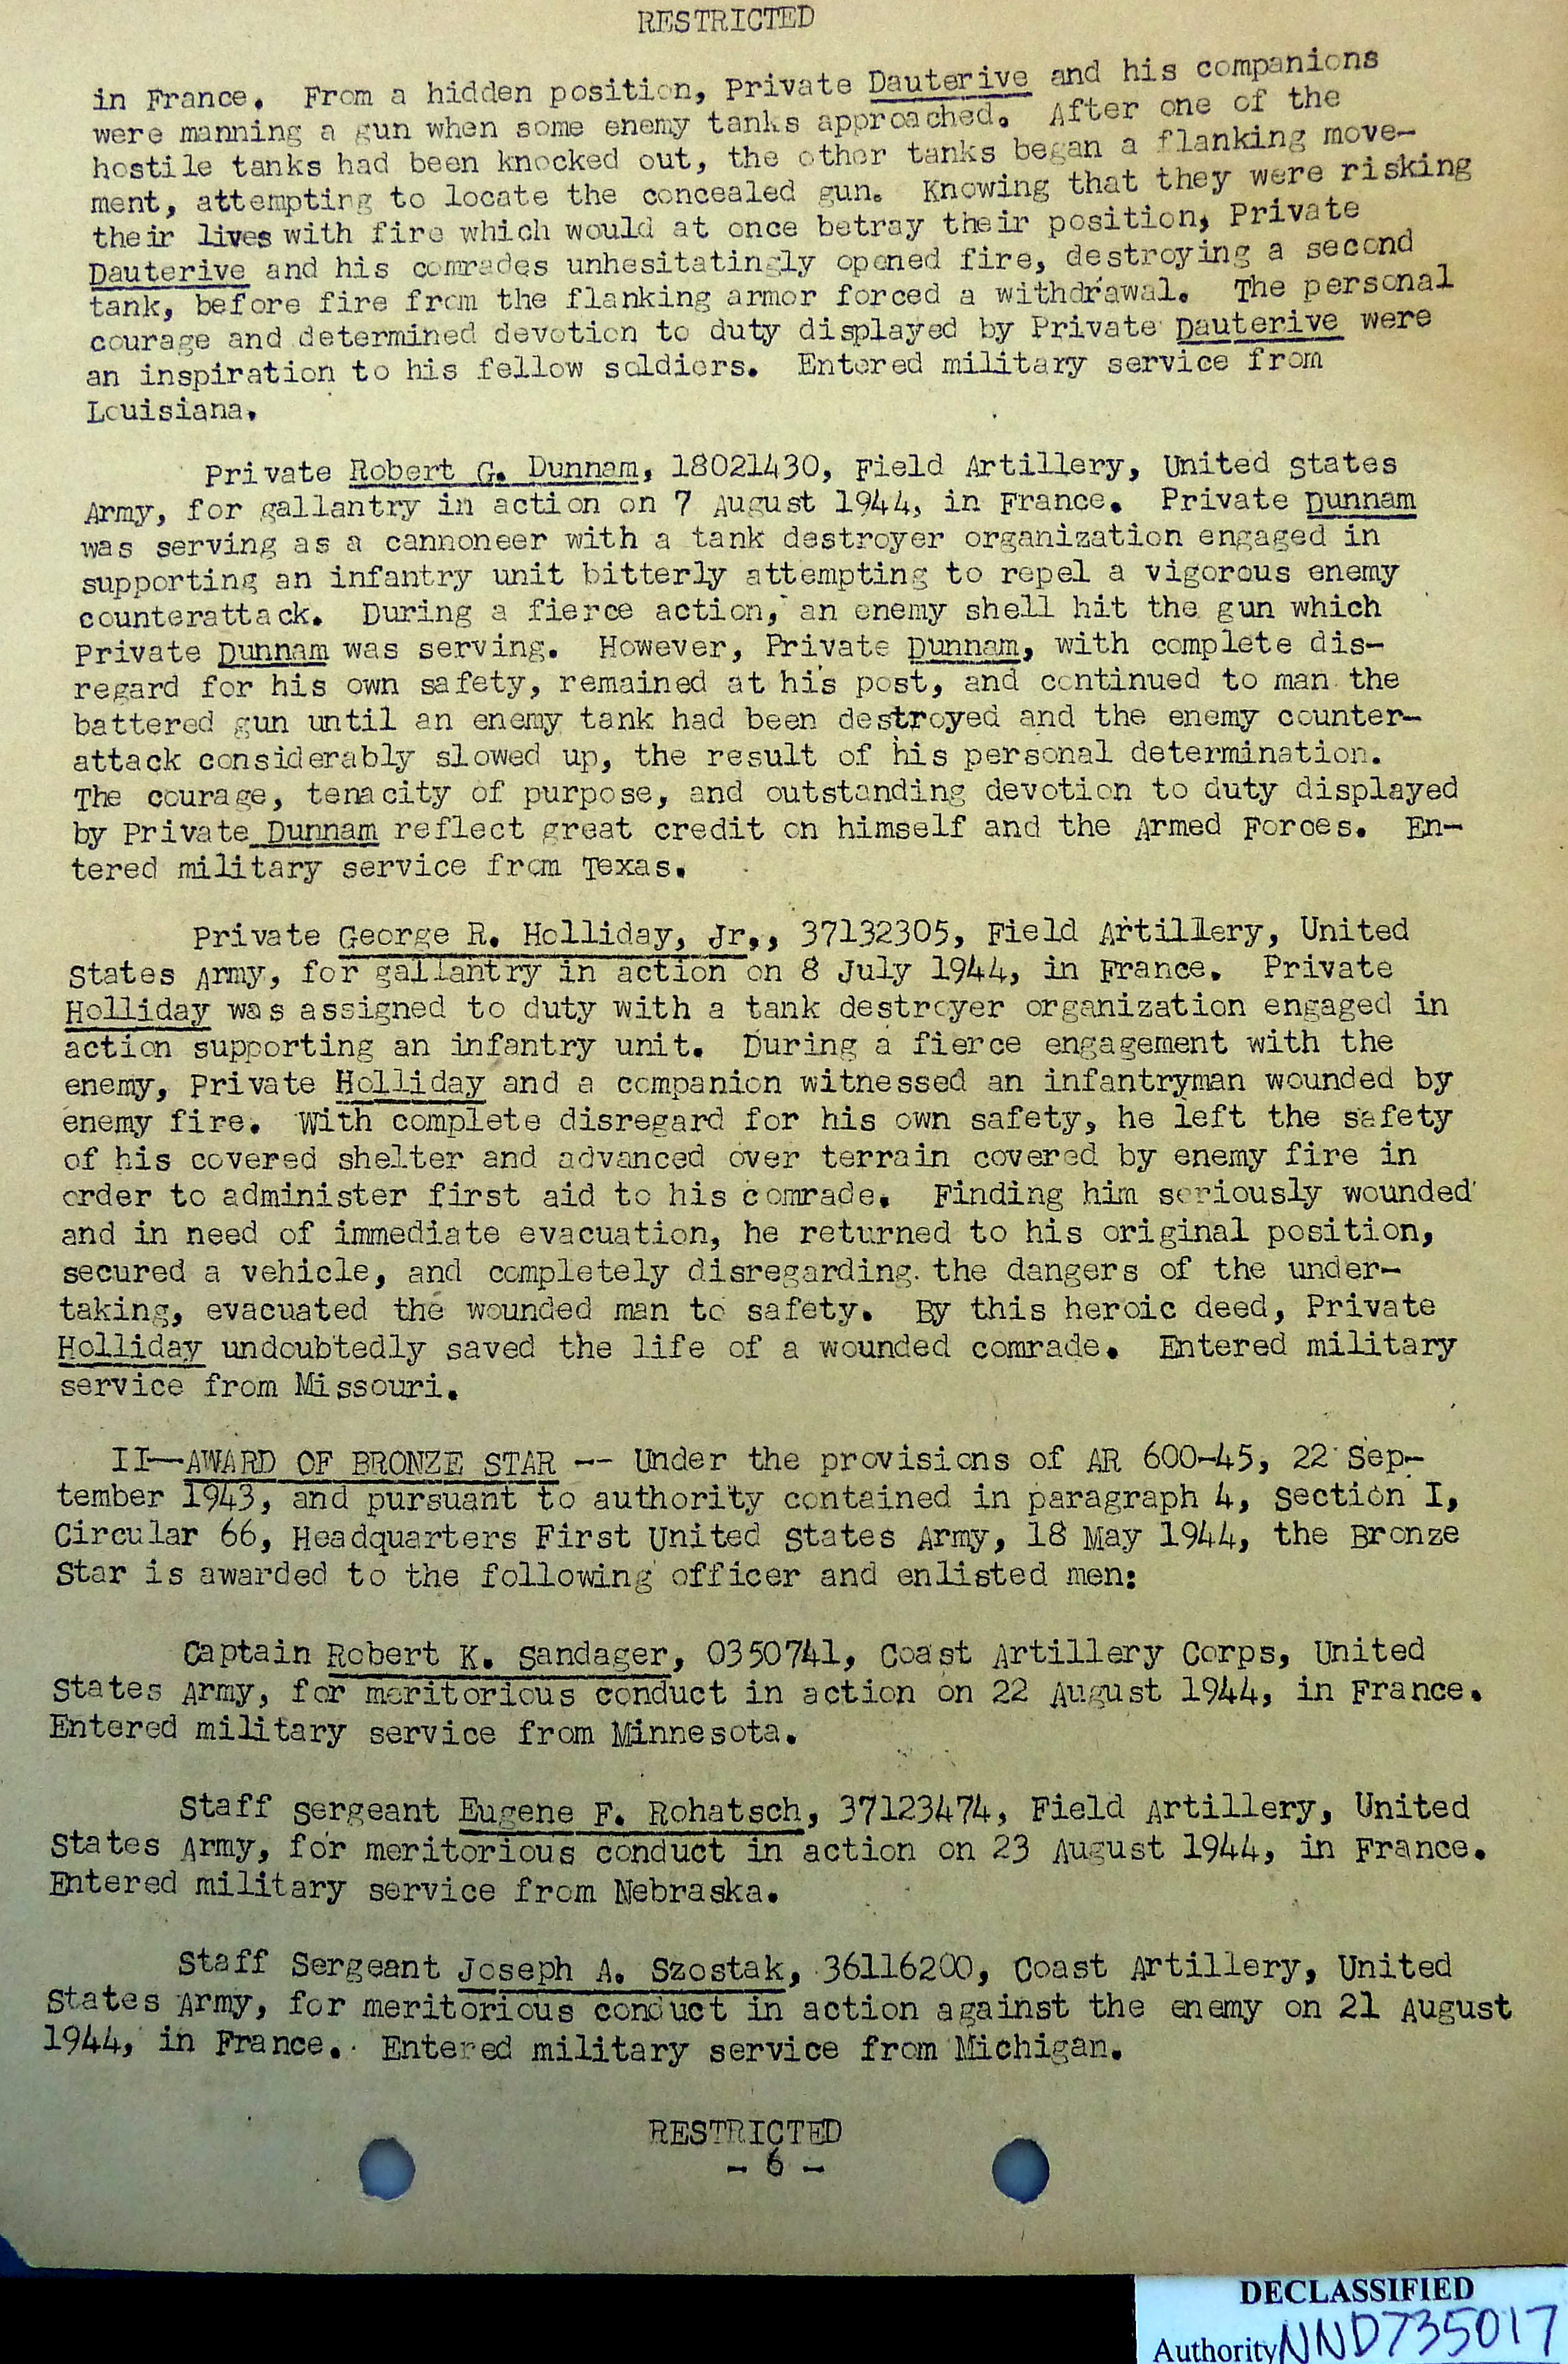 RESTRICTED
in France. From a hidden position, Private Dauterive and his companions
were manning a gun when some enemy tanks approached. After one of the
hostile tanks had been knocked out, the other tanks began a flanking move-
ment, attempting to locate the concealed gun. Knowing that they were risking
their lives with fire which would at once betray their position, Private
Dauterive and his comrades unhesitatingly opened fire, destroying a second
tank, before fire from the flanking armor forced a withdrawal. The personal
courage and determined devotion to duty displayed by Private Dauterive were
an inspiration to his fellow soldiers. Entered military service from
Louisiana.
Private Robert G. Dunnam, 18021430, Field Artillery, United States
Army, for gallantry in action on 7 August 1944, in France. Private Dunnam
was serving as a cannoneer with a tank destroyer organization engaged in
supporting an infantry unit bitterly attempting to repel a vigorous enemy
counterattack. During a fierce action, an enemy shell hit the gun which
Private Dunnam was serving. However, Private Dunnam, with complete dis-
regard for his own safety, remained at his post, and continued to man the
battered gun until an enemy tank had been destroyed and the enemy counter-
attack considerably slowed up, the result of his personal determination.
The courage, tenacity of purpose, and outstanding devotion to duty displayed
by Private Dunnam reflect great credit on himself and the Armed Forces. En-
tered military service from Texas.
Private George R. Holliday, Jr,, 37132305, Field Artillery, United
States Army, for gallantry in action on 8 July 1944, in France. Private
Holliday was assigned to duty with a tank destroyer organization engaged in
action supporting an infantry unit. During a fierce engagement with the
enemy, Private Holliday and a companion witnessed an infantryman wounded by
enemy fire. With complete disregard for his own safety, he left the safety
of his covered shelter and advanced over terrain covered by enemy fire in
order to administer first aid to his comrade. Finding him seriously wounded
and in need of immediate evacuation, he returned to his original position,
secured a vehicle, and completely disregarding the dangers of the under-
taking, evacuated the wounded man to safety. By this heroic deed, Private
Holliday undoubtedly saved the life of a wounded comrade. Entered military
service from Missouri.
II—AWARD OF BRONZE STAR -- Under the provisions of AR 600-45, 22 Sep-
tember 1943, and pursuant to authority contained in paragraph 4, Section I,
Circular 66, Headquarters First United States Army, 18 May 1944, the Bronze
Star is awarded to the following officer and enlisted men:
Captain Robert K. Sandager, 0350741, Coast Artillery Corps, United
States Army, for meritorious conduct in action on 22 August 1944, in France.
Entered military service from Minnesota.
Staff Sergeant Eugene F. Rohatsch, 37123474, Field Artillery, United
States Army, for meritorious conduct in action on 23 August 1944, in France.
Entered military service from Nebraska.
Staff Sergeant Joseph A. Szostak, 36116200, Coast Artillery, United
States Army, for meritorious conduct in action against the enemy on 21 August
1944, in France. Entered military service from Michigan.
RESTRICTED
- 6 -
DECLASSIFIED
Authority NND735017